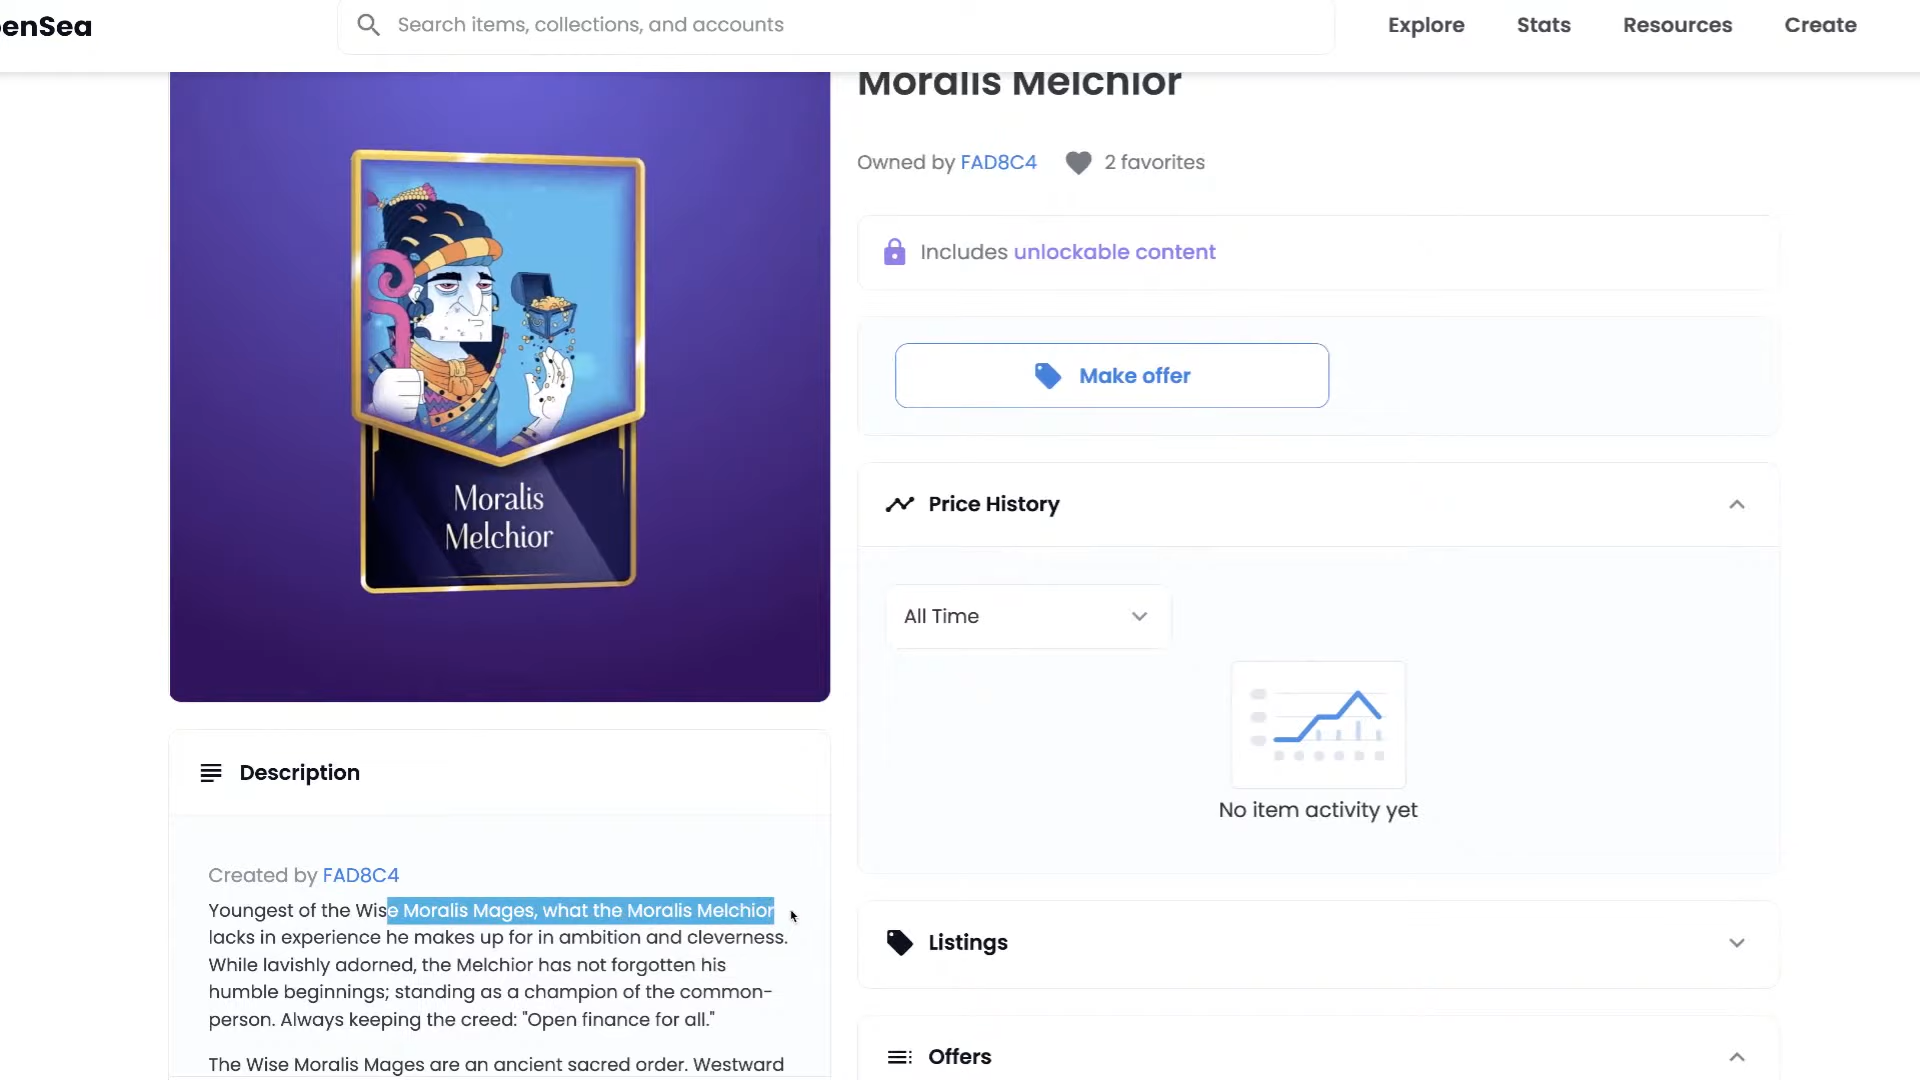 enSea
Search items, collections, and accounts
Explore
Stats
Resources
Create
Moralis Melchior
Owned by FAD8C4
2 favorites
Includes unlockable content
Make offer
Price History
All Time
No item activity yet
Listings
Offers
Moralis
Melchior
Description
Created by FAD8C4
Youngest of the Wise Moralis Mages, what the Moralis Melchior
lacks in experience he makes up for in ambition and cleverness.
While lavishly adorned, the Melchior has not forgotten his
humble beginnings; standing as a champion of the common-
person. Always keeping the creed: "Open finance for all."
The Wise Moralis Mages are an ancient sacred order. Westward